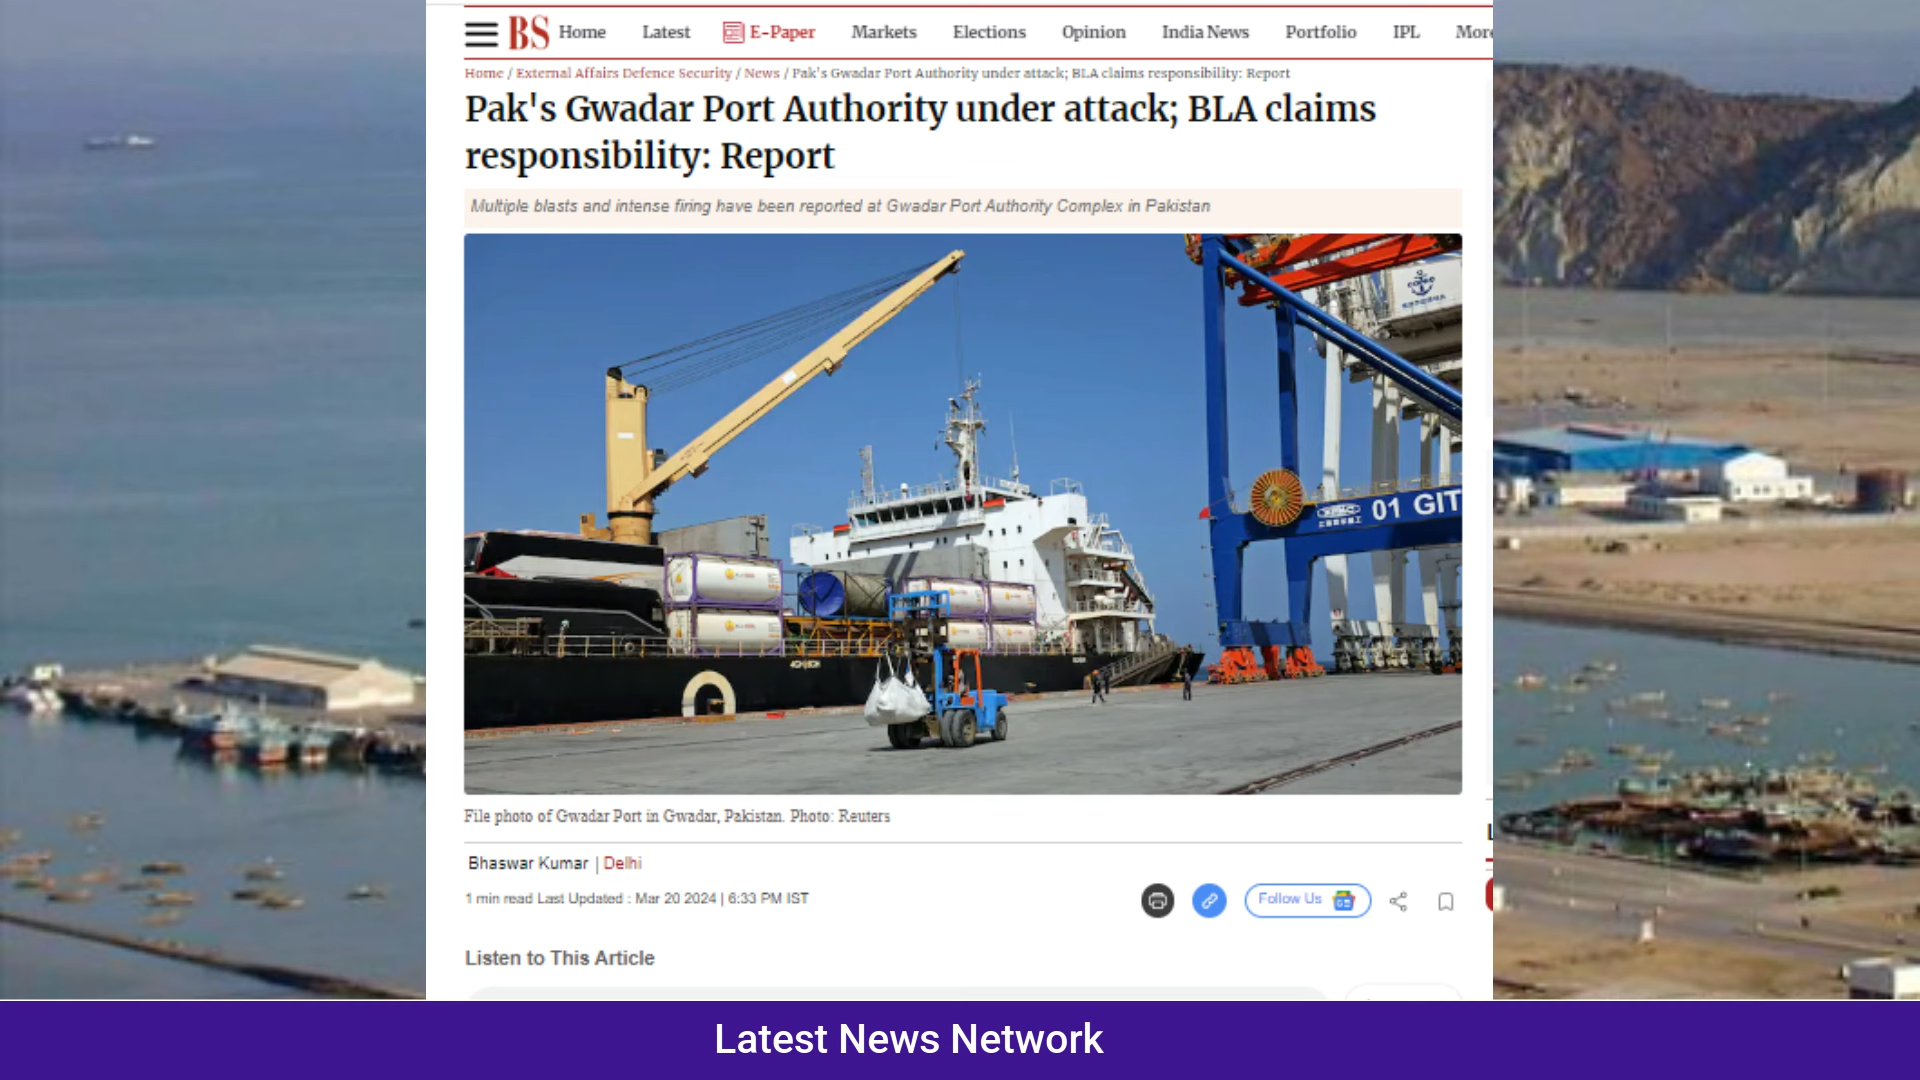 BS Home Latest E-Paper Markets Elections Opinion India News Portfolio IPL More
Home / External Affairs Defence Security / News / Pak's Gwadar Port Authority under attack; BLA claims responsibility: Report
Pak's Gwadar Port Authority under attack; BLA claims
responsibility: Report
Multiple blasts and intense firing have been reported at Gwadar Port Authority Complex in Pakistan
01 GIT
File photo of Gwadar Port in Gwadar, Pakistan. Photo: Reuters
Bhaswar Kumar | Delhi
1 min read Last Updated : Mar 20 2024 | 6:33 PM IST
Follow Us
Listen to This Article
Latest News Network